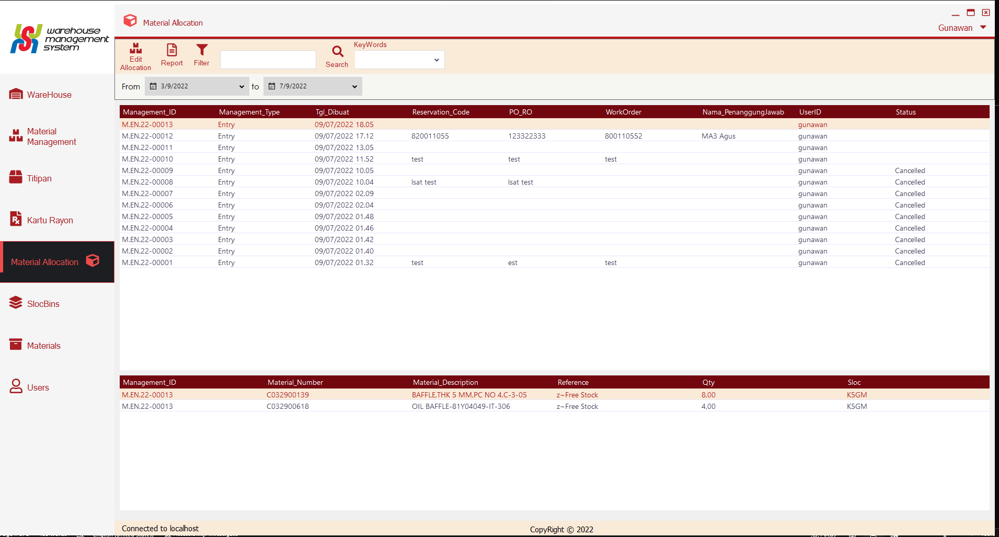 warehouse
management
system
Material Allocation
Gunawan
Edit
Allocation
Report
Filter
Search
KeyWords
From 3/9/2022 to 7/9/2022
WareHouse
Material
Management
Titipan
Kartu Rayon
Material Allocation
SlocBins
Materials
Users
Management_ID Management_Type Tgl_Dibuat Reservation_Code PO_RO WorkOrder Nama_PenanggungJawab UserID Status
M.EN.22-00013 Entry 09/07/2022 18.05 gunawan
M.EN.22-00012 Entry 09/07/2022 17.12 820011055 123322333 800110552 MA3 Agus gunawan
M.EN.22-00011 Entry 09/07/2022 13.05 gunawan
M.EN.22-00010 Entry 09/07/2022 11.52 test test test gunawan
M.EN.22-00009 Entry 09/07/2022 10.05 gunawan Cancelled
M.EN.22-00008 Entry 09/07/2022 10.04 lsat test lsat test gunawan Cancelled
M.EN.22-00007 Entry 09/07/2022 02.09 gunawan Cancelled
M.EN.22-00006 Entry 09/07/2022 02.04 gunawan Cancelled
M.EN.22-00005 Entry 09/07/2022 01.48 gunawan Cancelled
M.EN.22-00004 Entry 09/07/2022 01.46 gunawan Cancelled
M.EN.22-00003 Entry 09/07/2022 01.42 gunawan Cancelled
M.EN.22-00002 Entry 09/07/2022 01.40 gunawan Cancelled
M.EN.22-00001 Entry 09/07/2022 01.32 test est test gunawan Cancelled
Management_ID Material_Number Material_Description Reference Qty Sloc
M.EN.22-00013 C032900139 BAFFLE,THK 5 MM,PC NO 4,C-3-05 z~Free Stock 8,00 K5GM
M.EN.22-00013 C032900618 OIL BAFFLE-81Y04049-IT-306 z~Free Stock 4,00 K5GM
Connected to localhost
CopyRight © 2022